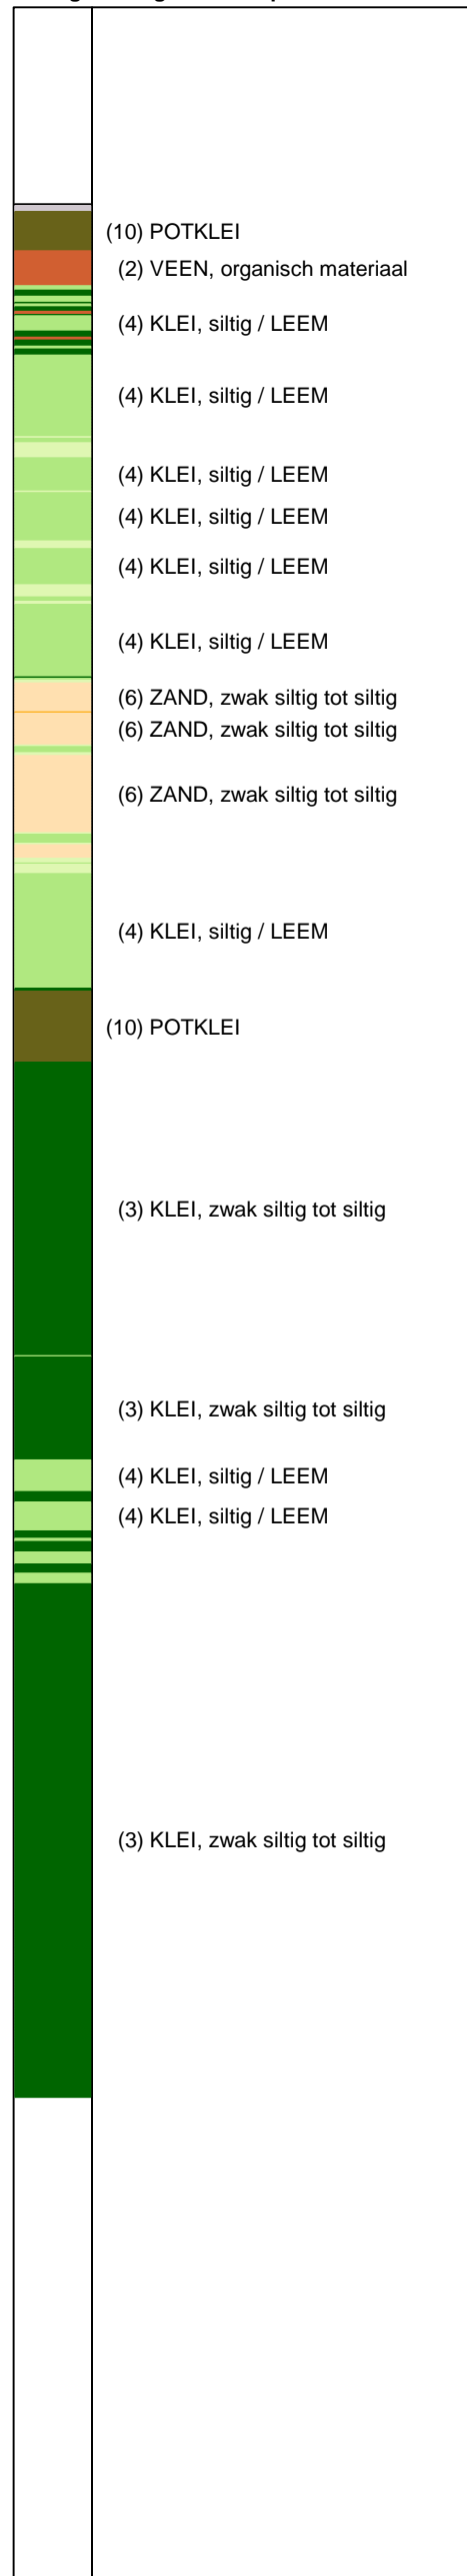 (10) POTKLEI
(2) VEEN, organisch materiaal
(4) KLEI, siltig / LEEM
(4) KLEI, siltig / LEEM
(4) KLEI, siltig / LEEM
(4) KLEI, siltig / LEEM
(4) KLEI, siltig / LEEM
(4) KLEI, siltig / LEEM
(6) ZAND, zwak siltig tot siltig
(6) ZAND, zwak siltig tot siltig
(6) ZAND, zwak siltig tot siltig
(4) KLEI, siltig / LEEM
(10) POTKLEI
(3) KLEI, zwak siltig tot siltig
(3) KLEI, zwak siltig tot siltig
(4) KLEI, siltig / LEEM
(4) KLEI, siltig / LEEM
(3) KLEI, zwak siltig tot siltig